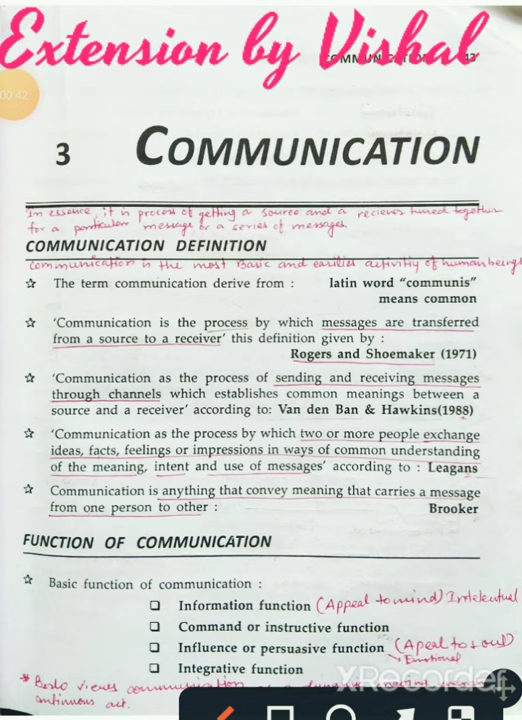 Extension by Vishal
COMMUNICATION 43
00:42
3 COMMUNICATION
In essence, it is process of getting a source and a reciever tuned together
for a particular message or a series of messages
COMMUNICATION DEFINITION
Communication is the most Basic and earlies activitiy of human beings
☆ The term communication derive from : latin word “communis”
means common
☆ ‘Communication is the process by which messages are transferred
from a source to a receiver’ this definition given by :
Rogers and Shoemaker (1971)
☆ ‘Communication as the process of sending and receiving messages
through channels which establishes common meanings between a
source and a receiver’ according to: Van den Ban & Hawkins(1988)
☆ ‘Communication as the process by which two or more people exchange
ideas, facts, feelings or impressions in ways of common understanding
of the meaning, intent and use of messages’ according to : Leagans
☆ Communication is anything that convey meaning that carries a message
from one person to other : Brooker
FUNCTION OF COMMUNICATION
☆ Basic function of communication :
❑ Information function (Appeal to mind) Intelectual
❑ Command or instructive function
❑ Influence or persuasive function (Apeal to soul)
Emotional
❑ Integrative function
XRecorder
* Berlo views communication
continuous act.